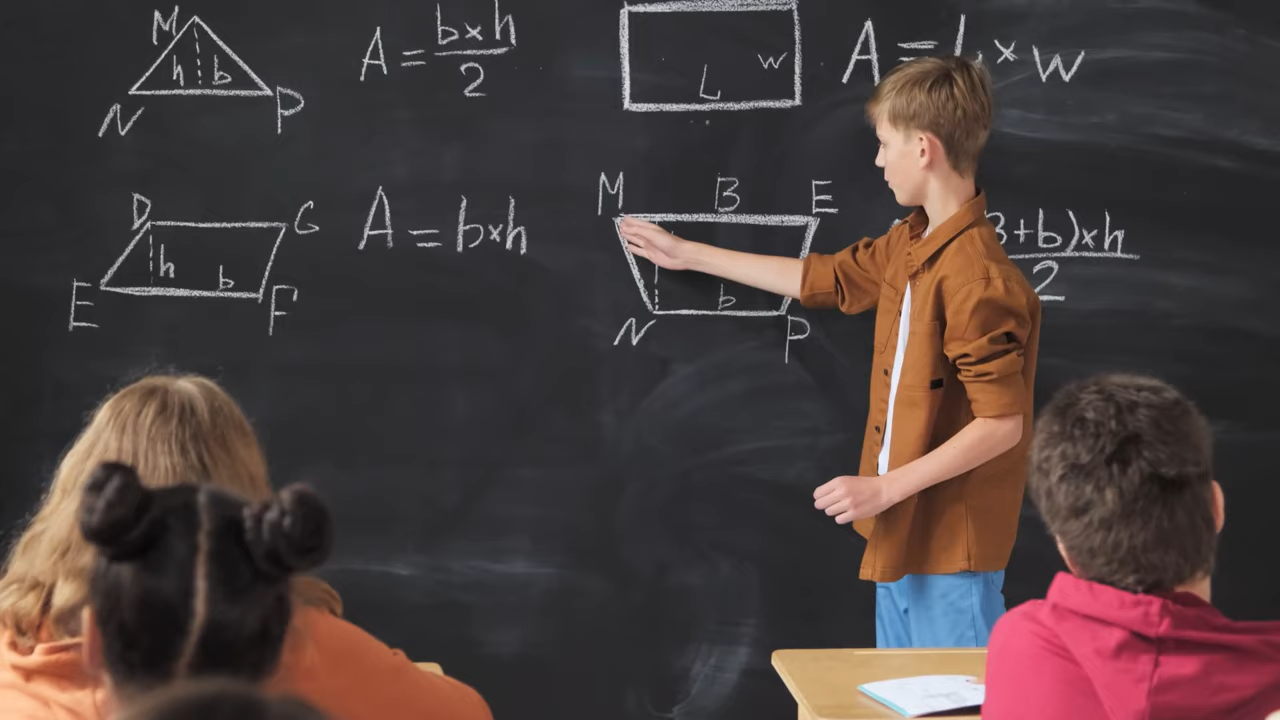 M
h b
N P
A = b×h / 2
L w
A = L × W
D G
h b
E F
A = b×h
M B E
b
N P
B+b)×h / 2